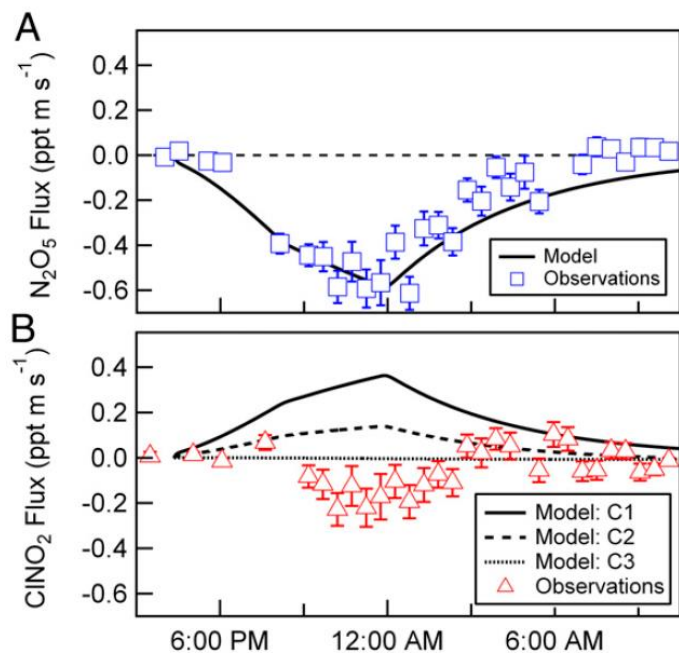 A
N₂O₅ Flux (ppt m s⁻¹)
0.4
0.2
0.0
-0.2
-0.4
-0.6
Model
Observations
B
ClNO₂ Flux (ppt m s⁻¹)
0.4
0.2
0.0
-0.2
-0.4
-0.6
Model: C1
Model: C2
Model: C3
Observations
6:00 PM 12:00 AM 6:00 AM